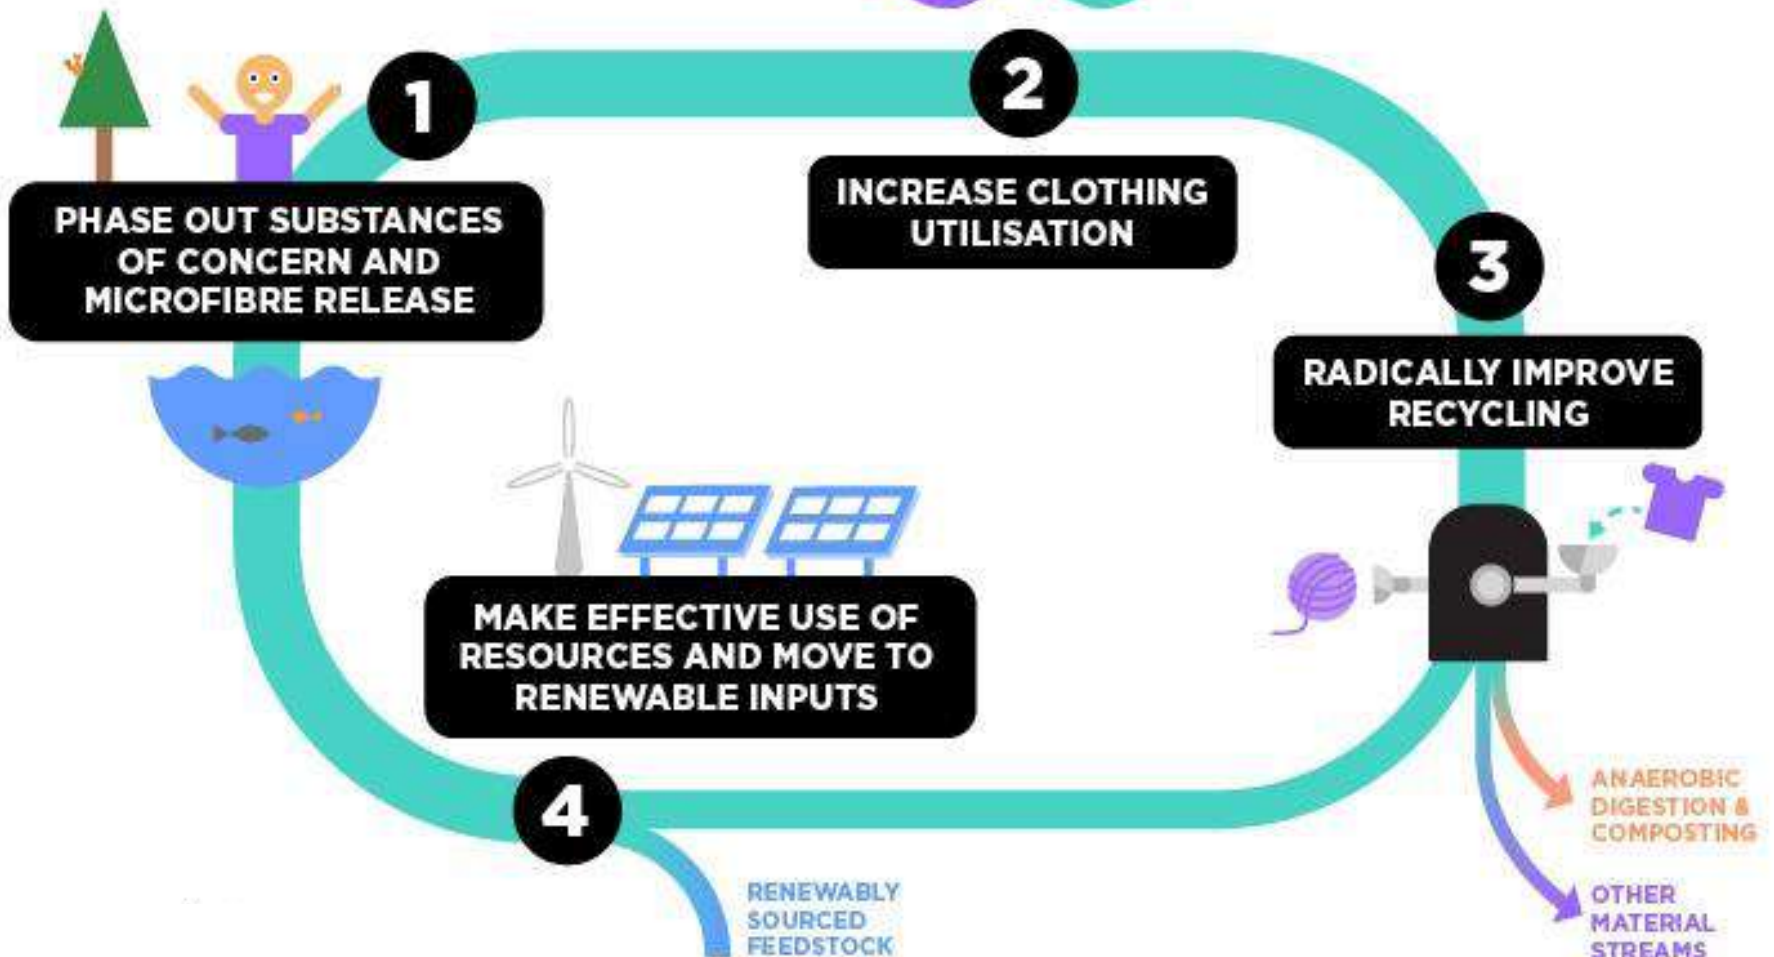 1
PHASE OUT SUBSTANCES
OF CONCERN AND
MICROFIBRE RELEASE
2
INCREASE CLOTHING
UTILISATION
3
RADICALLY IMPROVE
RECYCLING
MAKE EFFECTIVE USE OF
RESOURCES AND MOVE TO
RENEWABLE INPUTS
4
RENEWABLY
SOURCED
FEEDSTOCK
ANAEROBIC
DIGESTION &
COMPOSTING
OTHER
MATERIAL
STREAMS